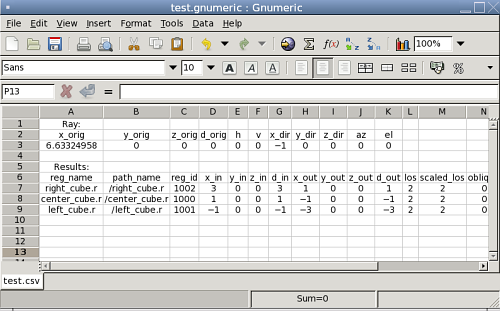 test.gnumeric : Gnumeric
File Edit View Insert Format Tools Data Help
100%
Sans 10 A A A
P13 =
A B C D E F G H I J K L M N
1 Ray:
2 x_orig y_orig z_orig d_orig h v x_dir y_dir z_dir az el
3 6.63324958 0 0 0 0 0 −1 0 0 0 0
4
5 Results:
6 reg_name path_name reg_id x_in y_in z_in d_in x_out y_out z_out d_out los scaled_los obliq
7 right_cube.r /right_cube.r 1002 3 0 0 3 1 0 0 1 2 2 0
8 center_cube.r /center_cube.r 1000 1 0 0 1 −1 0 0 −1 2 2 0
9 left_cube.r /left_cube.r 1001 −1 0 0 −1 −3 0 0 −3 2 2 0
10
11
12
13
test.csv
Sum=0